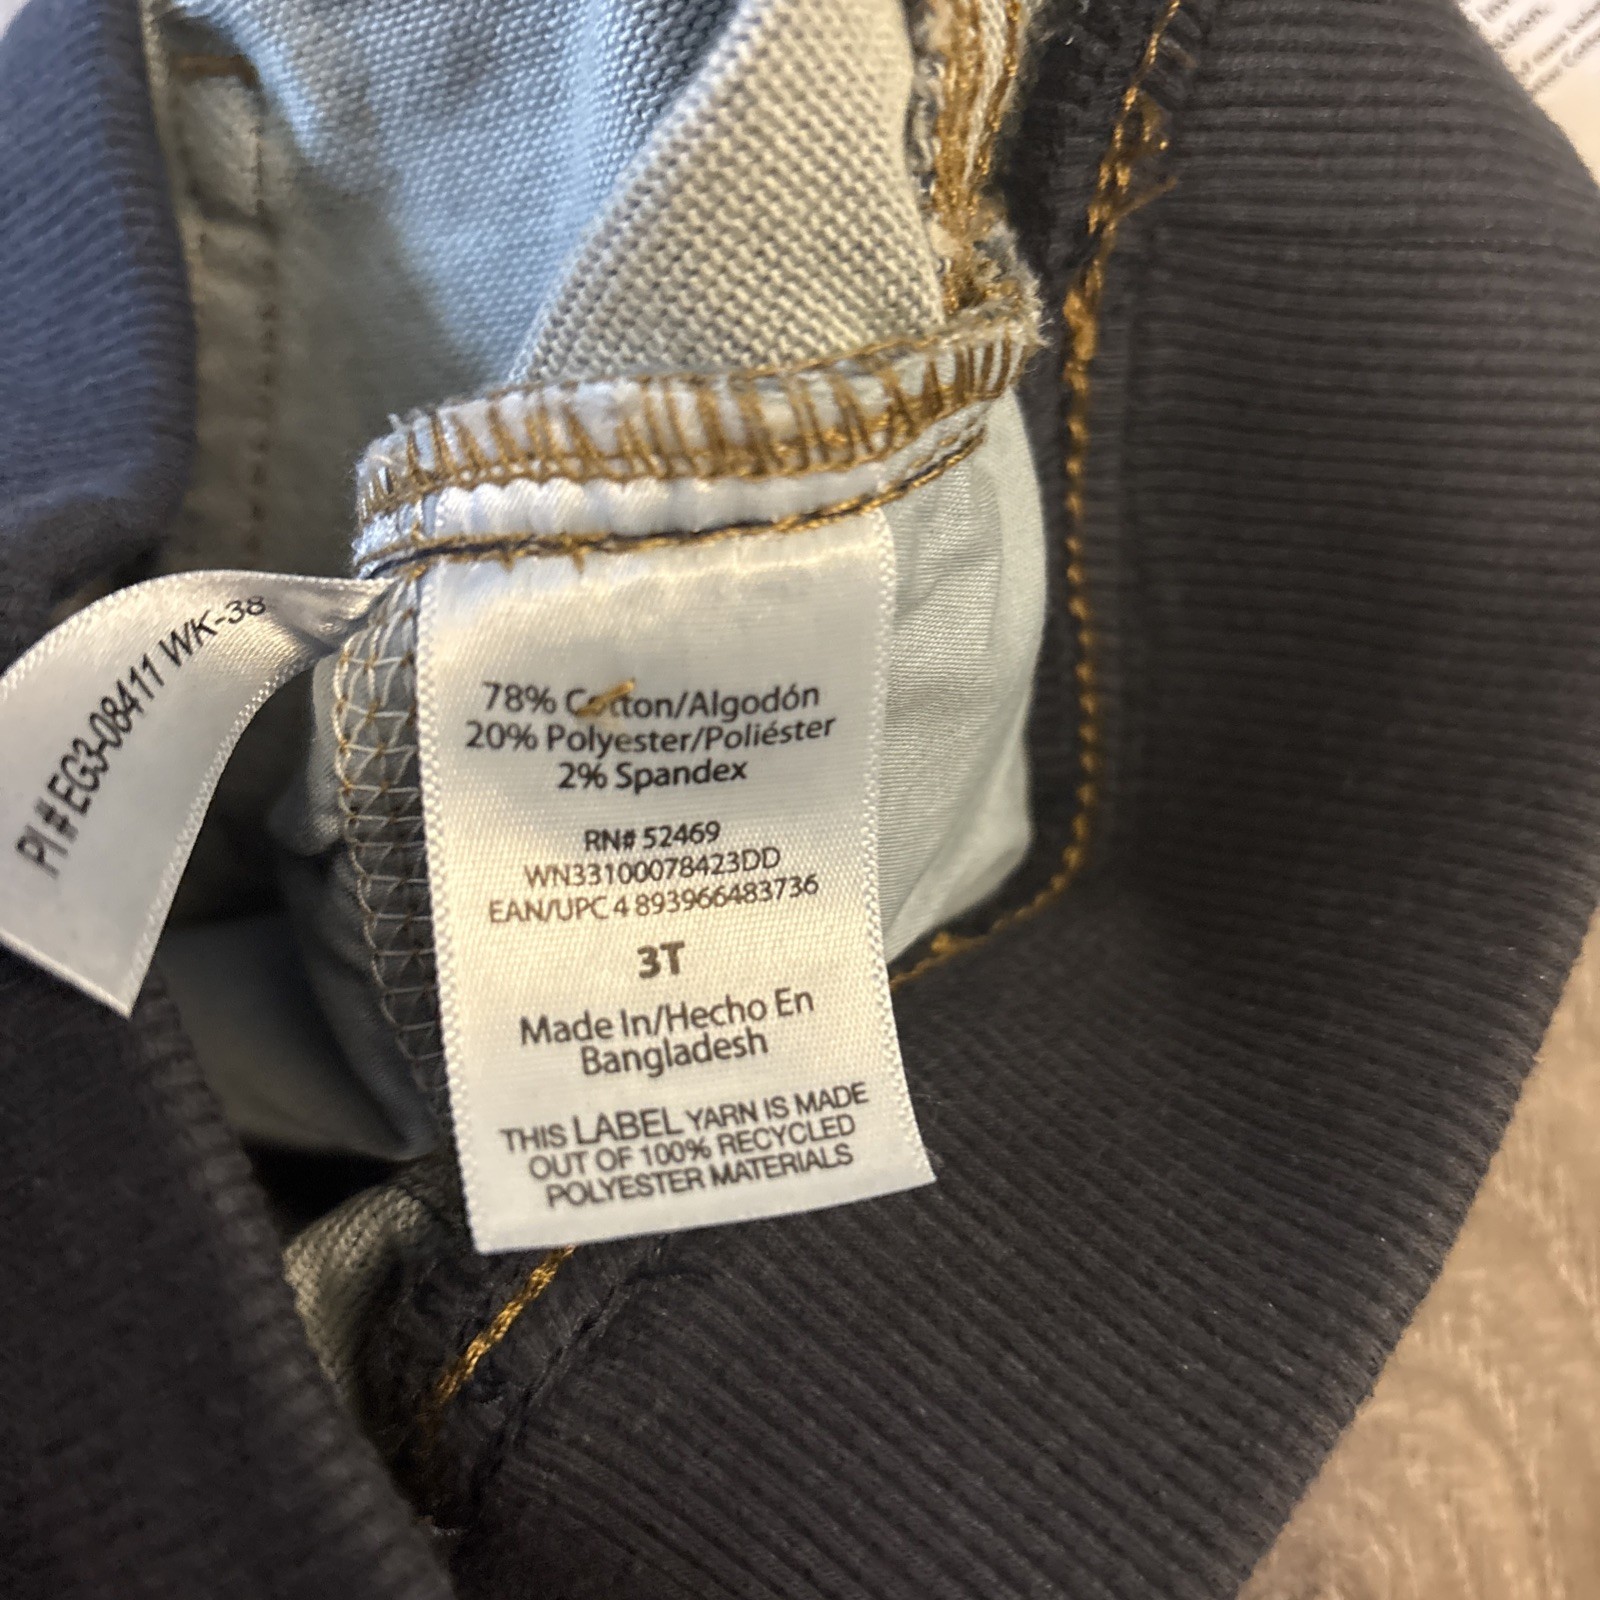 PI # EG3-08411 WK-38
78% Cotton/Algodón
20% Polyester/Poliéster
2% Spandex
RN# 52469
WN33100078423DD
EAN/UPC 4 893966483736
3T
Made In/Hecho En
Bangladesh
THIS LABEL YARN IS MADE
OUT OF 100% RECYCLED
POLYESTER MATERIALS